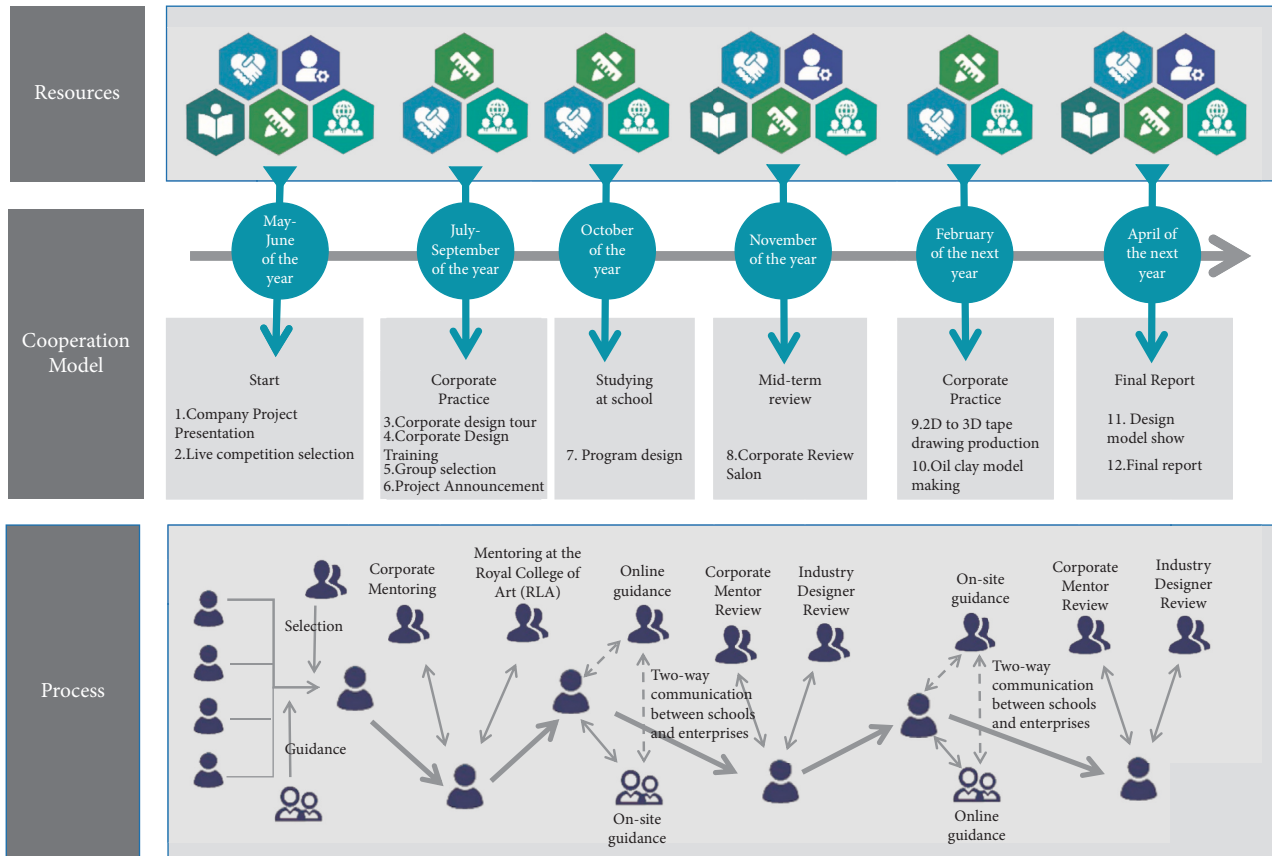 Resources
May-
June
of the
year
July-
September
of the year
October
of the
year
November
of the year
February
of the next
year
April of
the next
year
Cooperation
Model
Start
1.Company Project
Presentation
2.Live competition selection
Corporate
Practice
3.Corporate design tour
4.Corporate Design
Training
5.Group selection
6.Project Announcement
Studying
at school
7. Program design
Mid-term
review
8.Corporate Review
Salon
Corporate
Practice
9.2D to 3D tape
drawing production
10.Oil clay model
making
Final Report
11. Design
model show
12.Final report
Process
Selection
Guidance
Corporate
Mentoring
Mentoring at the
Royal College of
Art (RLA)
Online
guidance
Two-way
communication
between schools
and enterprises
On-site
guidance
Corporate
Mentor
Review
Industry
Designer
Review
On-site
guidance
Two-way
communication
between schools
and enterprises
Online
guidance
Corporate
Mentor
Review
Industry
Designer
Review